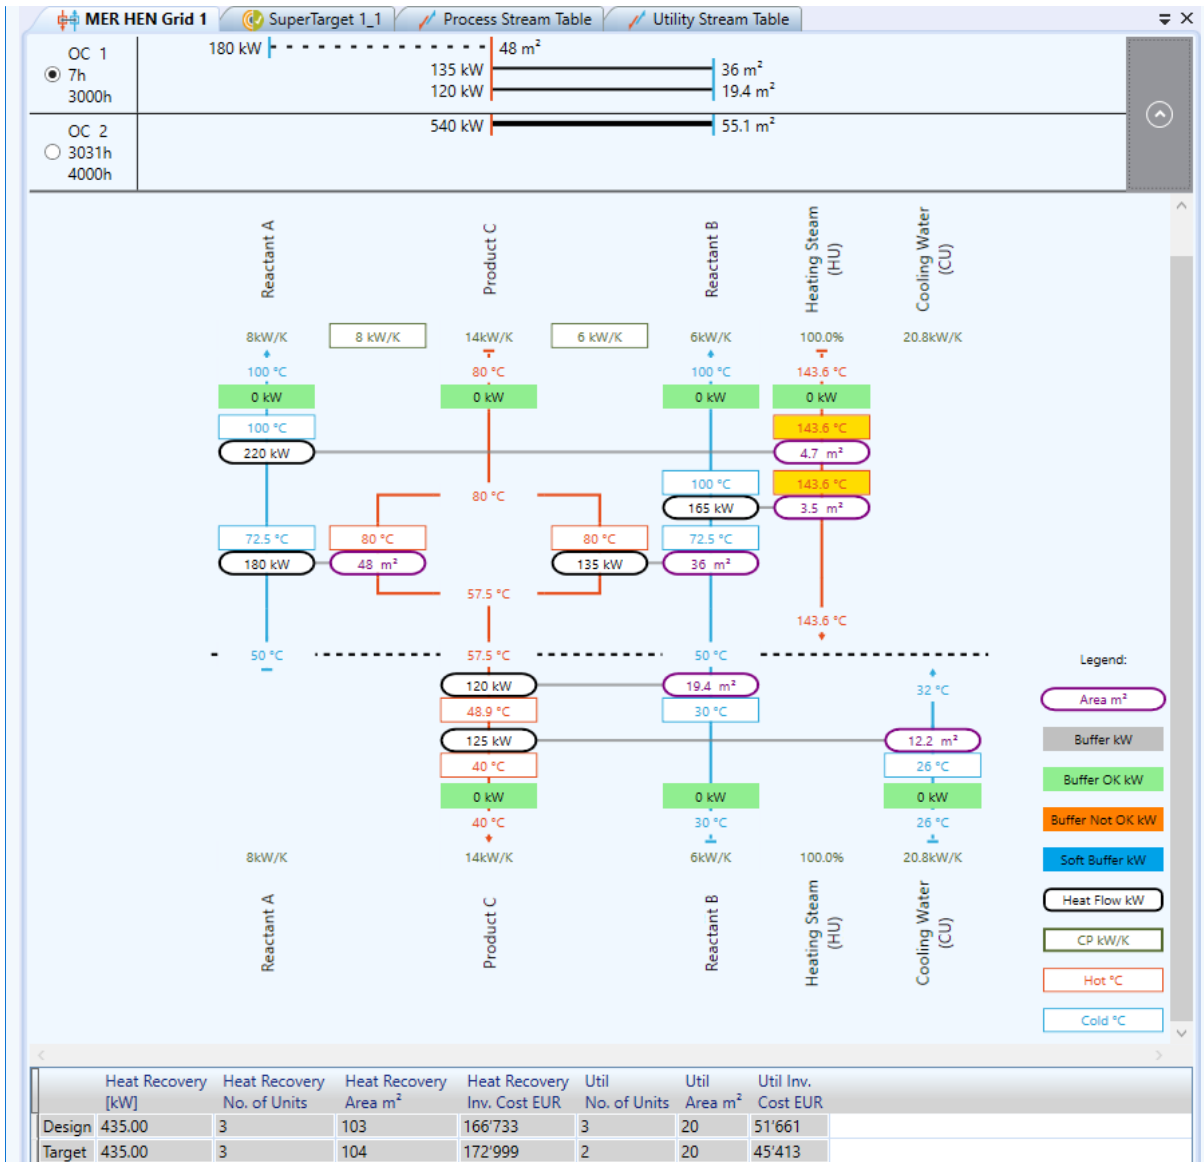 MER HEN Grid 1 SuperTarget 1_1 Process Stream Table Utility Stream Table
OC 1
7h
3000h
180 kW 48 m²
135 kW 36 m²
120 kW 19.4 m²
OC 2
3031h
4000h
540 kW 55.1 m²
Reactant A
Product C
Reactant B
Heating Steam
(HU)
Cooling Water
(CU)
8kW/K 8 kW/K 14kW/K 6 kW/K 6kW/K 100.0% 20.8kW/K
100 °C 80 °C 100 °C 143.6 °C
0 kW 0 kW 0 kW 0 kW
100 °C 143.6 °C
220 kW 4.7 m²
100 °C 143.6 °C
80 °C
165 kW 3.5 m²
72.5 °C 80 °C 80 °C 72.5 °C
180 kW 48 m² 135 kW 36 m²
57.5 °C
143.6 °C
50 °C 57.5 °C 50 °C
Legend:
120 kW 19.4 m²
32 °C
Area m²
48.9 °C 30 °C
125 kW 12.2 m²
Buffer kW
40 °C 26 °C
Buffer OK kW
0 kW 0 kW 0 kW
40 °C 30 °C 26 °C
Buffer Not OK kW
8kW/K 14kW/K 6kW/K 100.0% 20.8kW/K
Soft Buffer kW
Heat Flow kW
CP kW/K
Hot °C
Cold °C
Reactant A
Product C
Reactant B
Heating Steam
(HU)
Cooling Water
(CU)
Heat Recovery Heat Recovery Heat Recovery Heat Recovery Util Util Util Inv.
[kW] No. of Units Area m² Inv. Cost EUR No. of Units Area m² Cost EUR
Design 435.00 3 103 166'733 3 20 51'661
Target 435.00 3 104 172'999 2 20 45'413